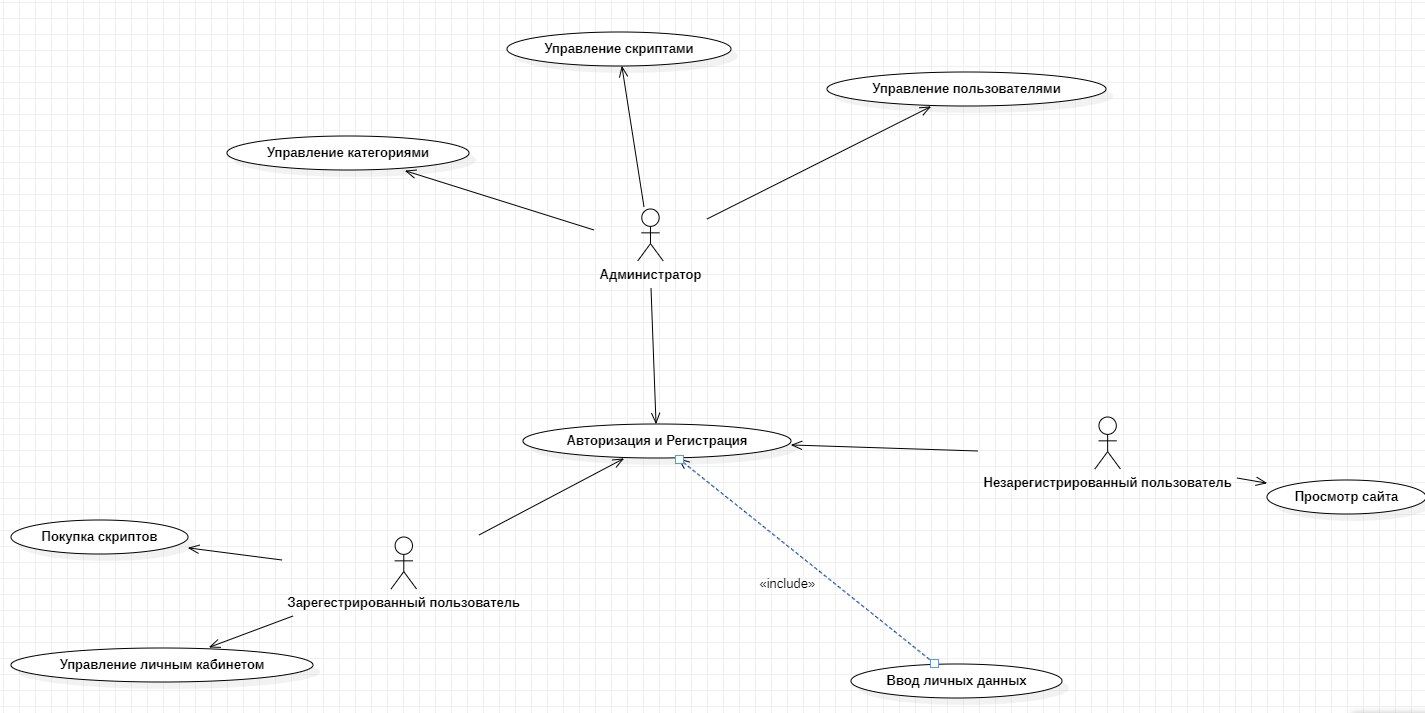 Управление скриптами
Управление пользователями
Управление категориями
Администратор
Авторизация и Регистрация
Незарегистрированный пользователь
Просмотр сайта
Покупка скриптов
«include»
Зарегестрированный пользователь
Управление личным кабинетом
Ввод личных данных